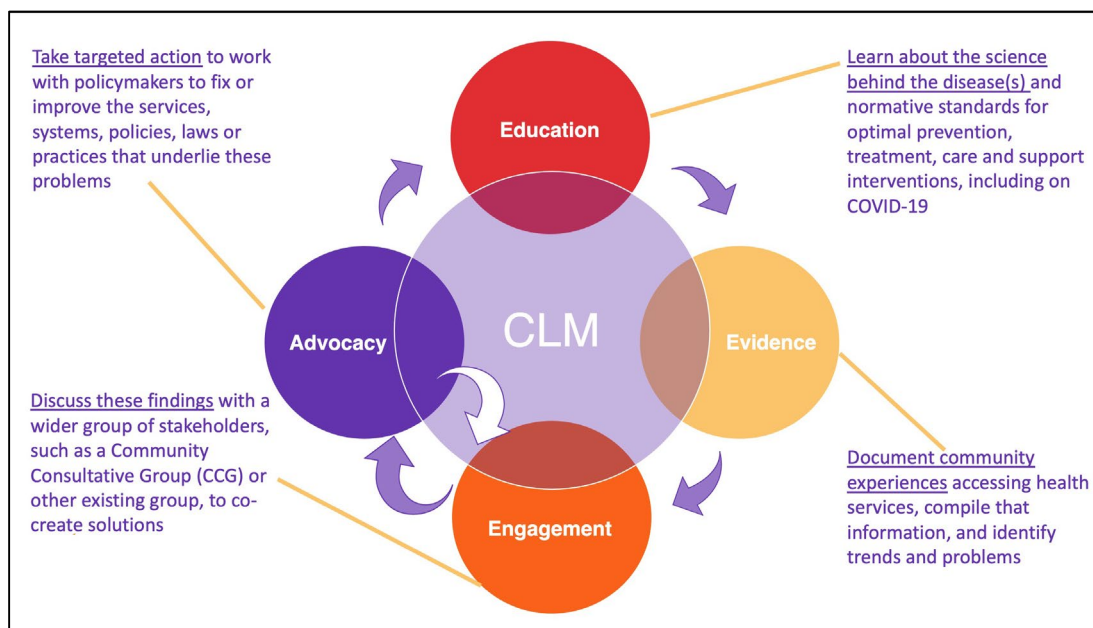 Take targeted action to work
with policymakers to fix or
improve the services,
systems, policies, laws or
practices that underlie these
problems
Education
Learn about the science
behind the disease(s) and
normative standards for
optimal prevention,
treatment, care and support
interventions, including on
COVID-19
Advocacy
CLM
Evidence
Discuss these findings with a
wider group of stakeholders,
such as a Community
Consultative Group (CCG) or
other existing group, to co-
create solutions
Engagement
Document community
experiences accessing health
services, compile that
information, and identify
trends and problems